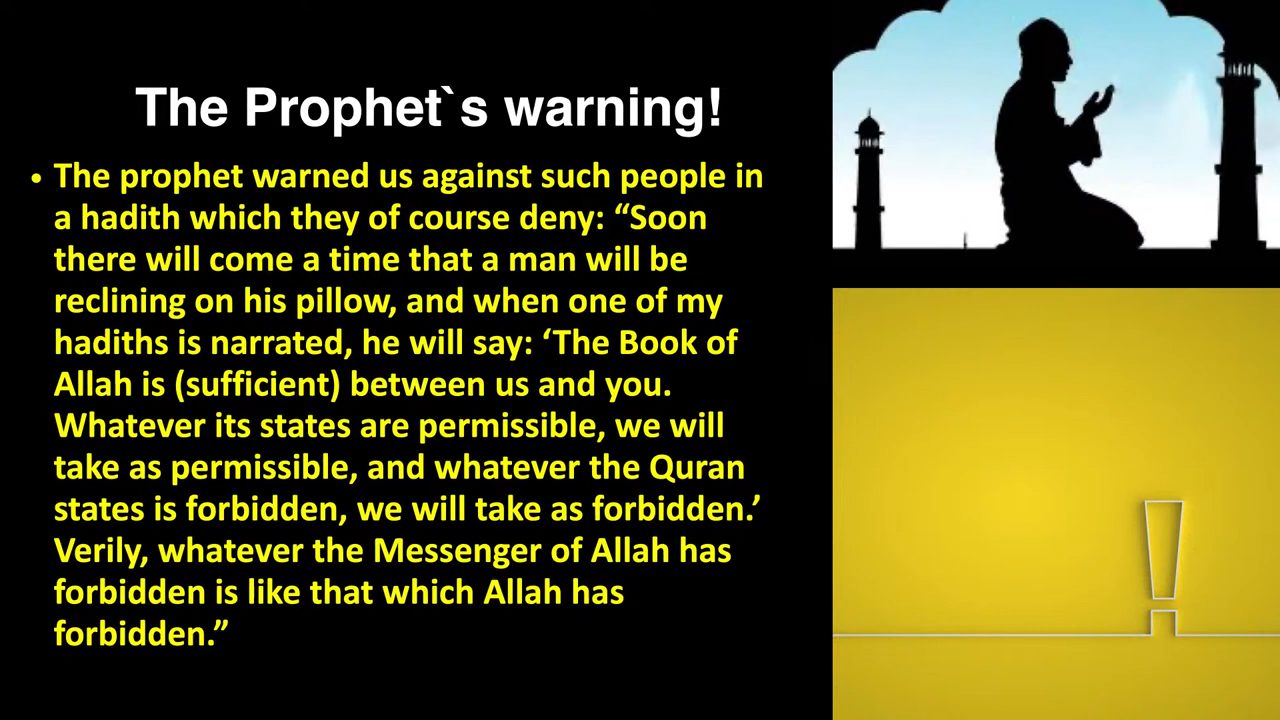 The Prophet`s warning!
• The prophet warned us against such people in
a hadith which they of course deny: “Soon
there will come a time that a man will be
reclining on his pillow, and when one of my
hadiths is narrated, he will say: ‘The Book of
Allah is (sufficient) between us and you.
Whatever its states are permissible, we will
take as permissible, and whatever the Quran
states is forbidden, we will take as forbidden.’
Verily, whatever the Messenger of Allah has
forbidden is like that which Allah has
forbidden.”
!